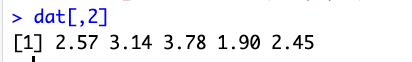 > dat[,2]
[1] 2.57 3.14 3.78 1.90 2.45